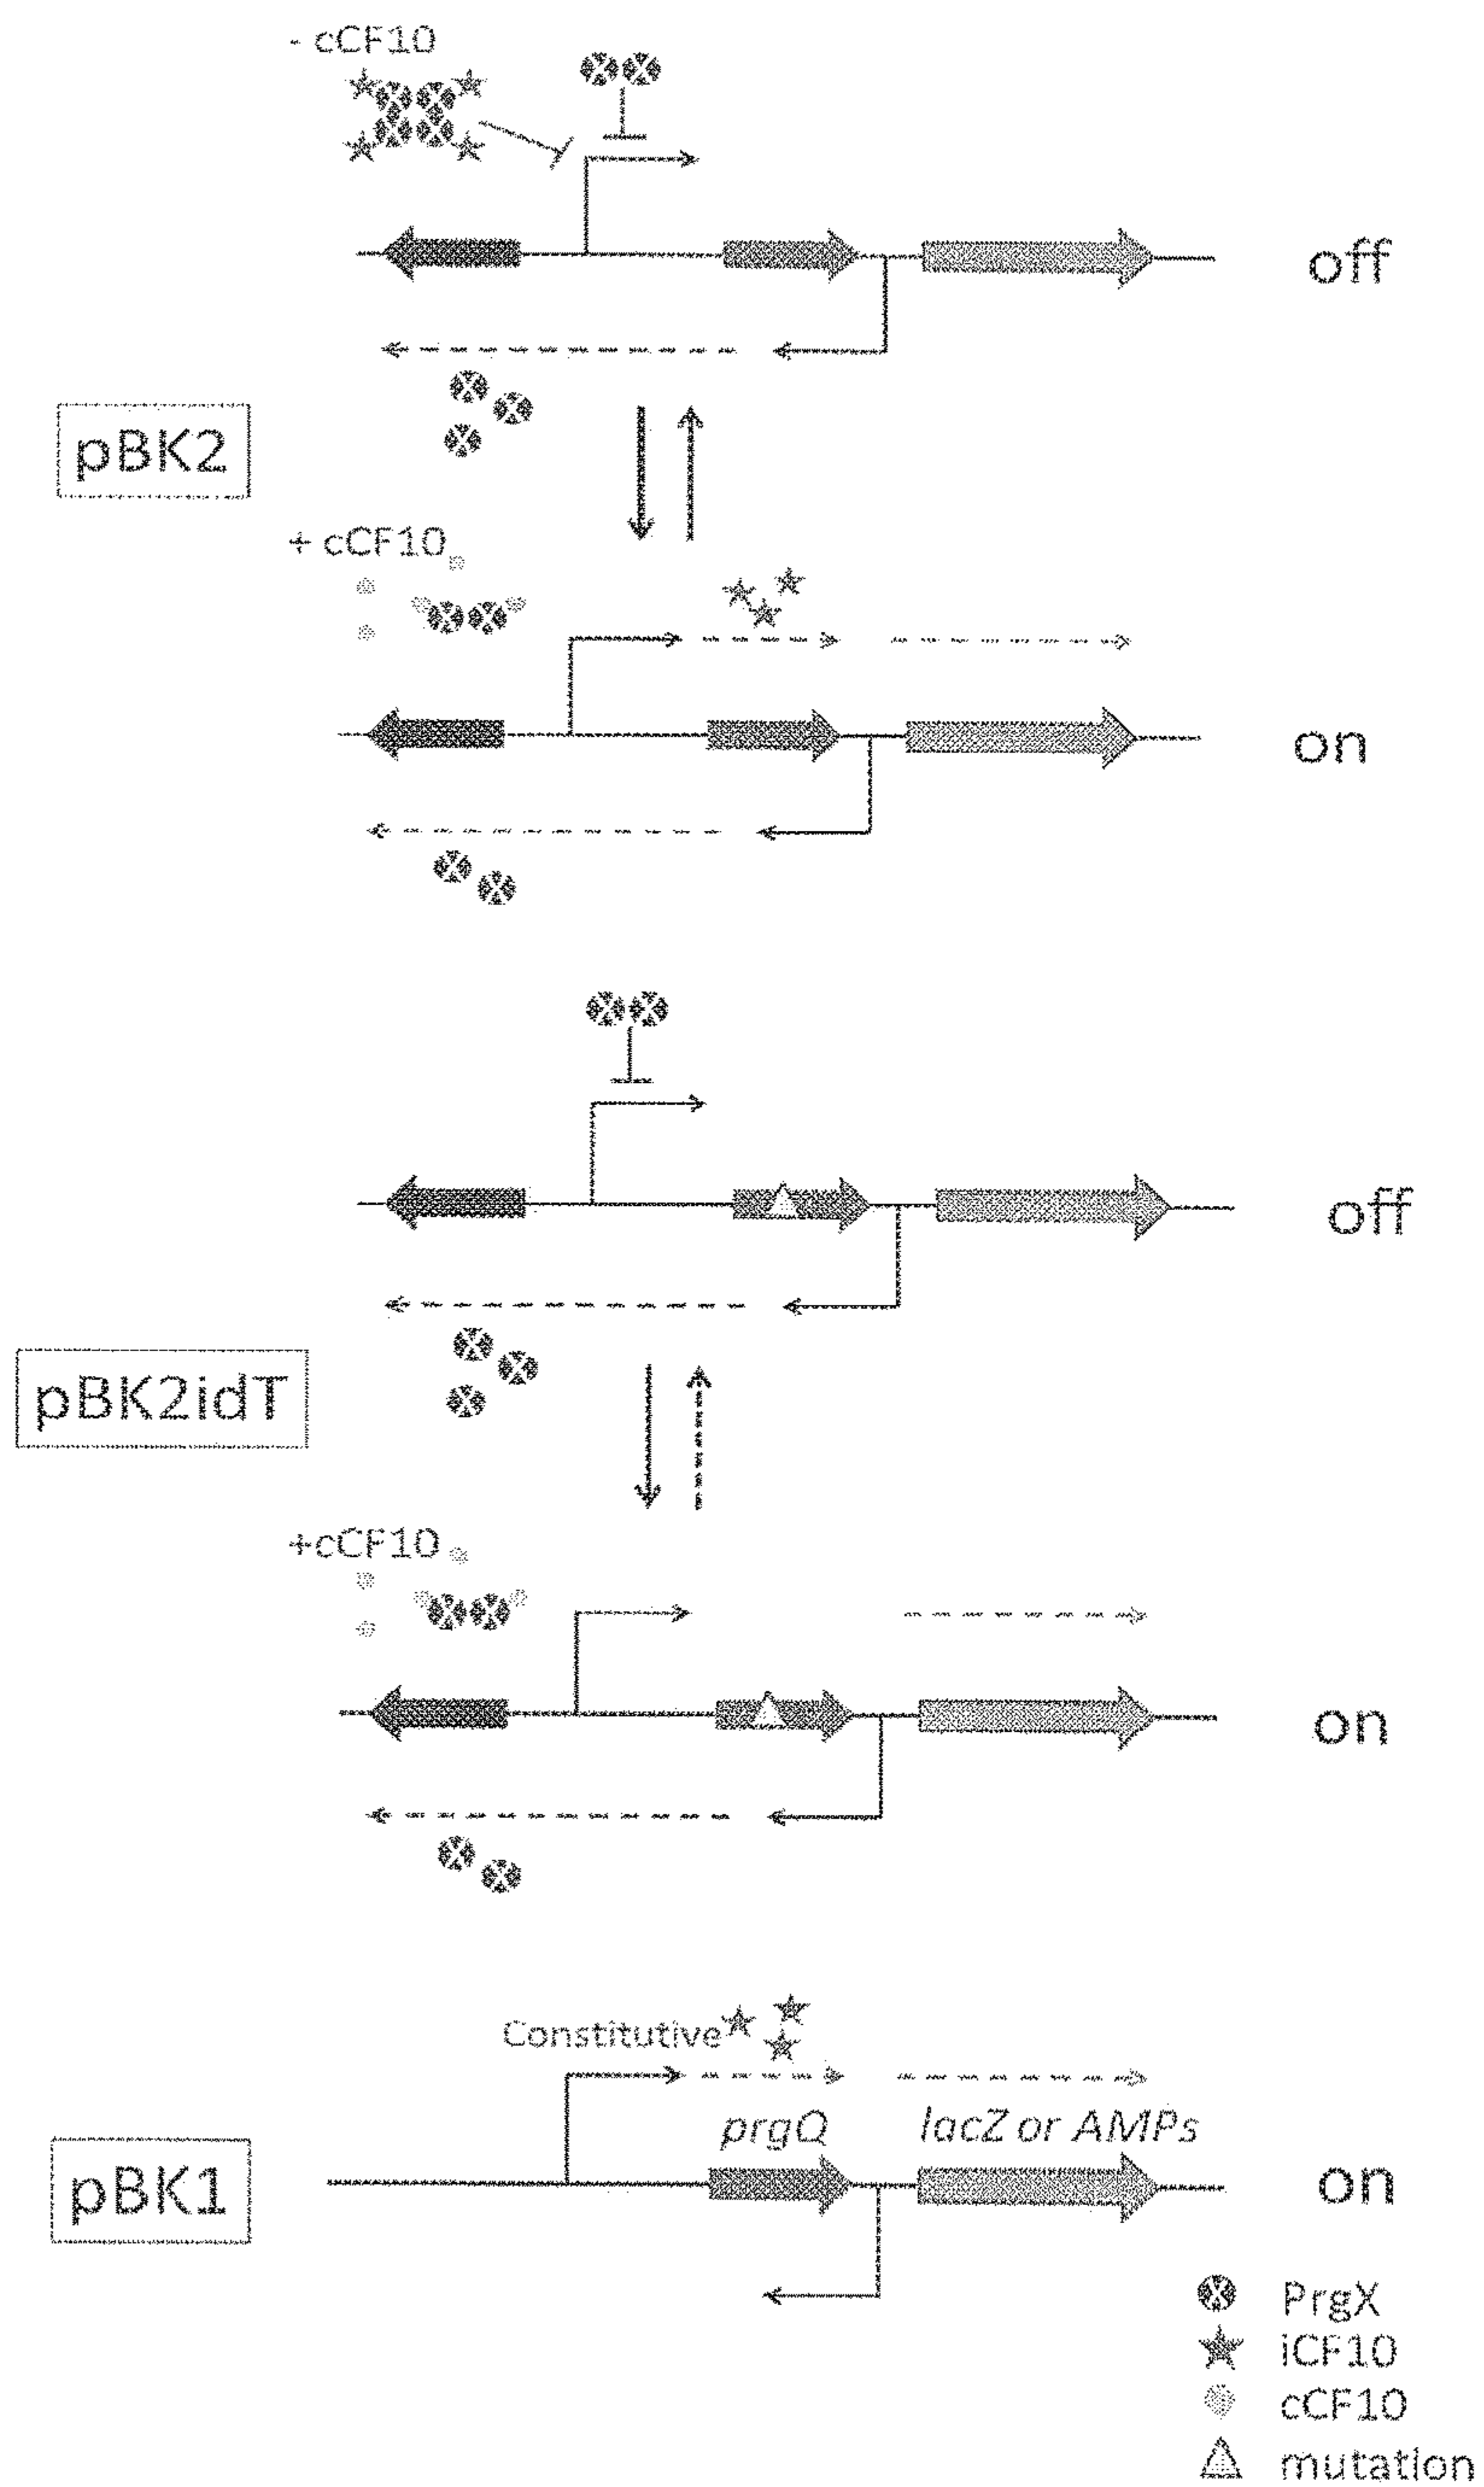 - cCF10
off
pBK2
+ cCF10
on
off
pBK2idT
+cCF10
on
Constitutive
prgQ
lacZ or AMPs
pBK1
on
PrgX
iCF10
cCF10
mutation